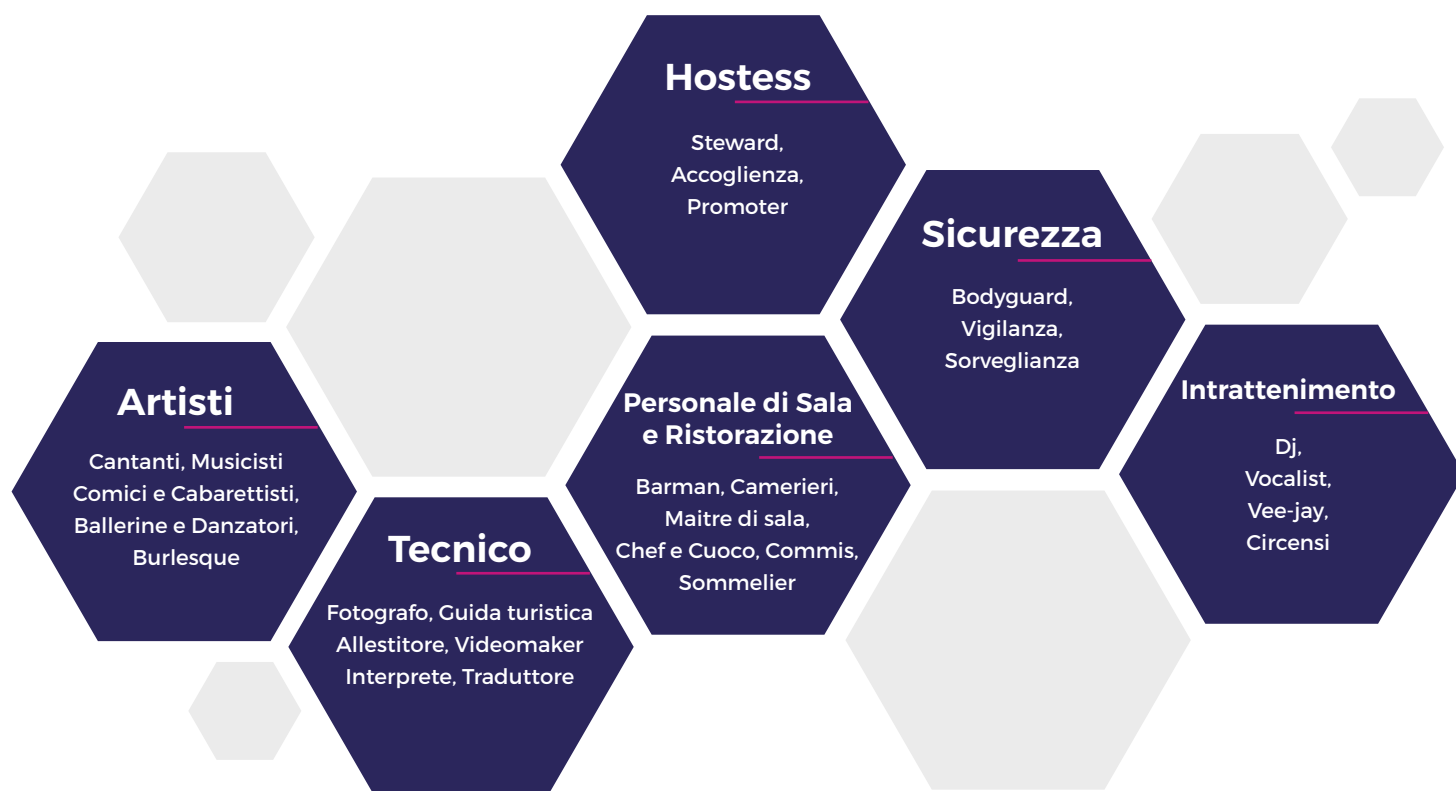 Hostess
Steward,
Accoglienza,
Promoter
Sicurezza
Bodyguard,
Vigilanza,
Sorveglianza
Intrattenimento
Dj,
Vocalist,
Vee-jay,
Circensi
Artisti
Cantanti, Musicisti
Comici e Cabarettisti,
Ballerine e Danzatori,
Burlesque
Personale di Sala
e Ristorazione
Barman, Camerieri,
Maitre di sala,
Chef e Cuoco, Commis,
Sommelier
Tecnico
Fotografo, Guida turistica
Allestitore, Videomaker
Interprete, Traduttore